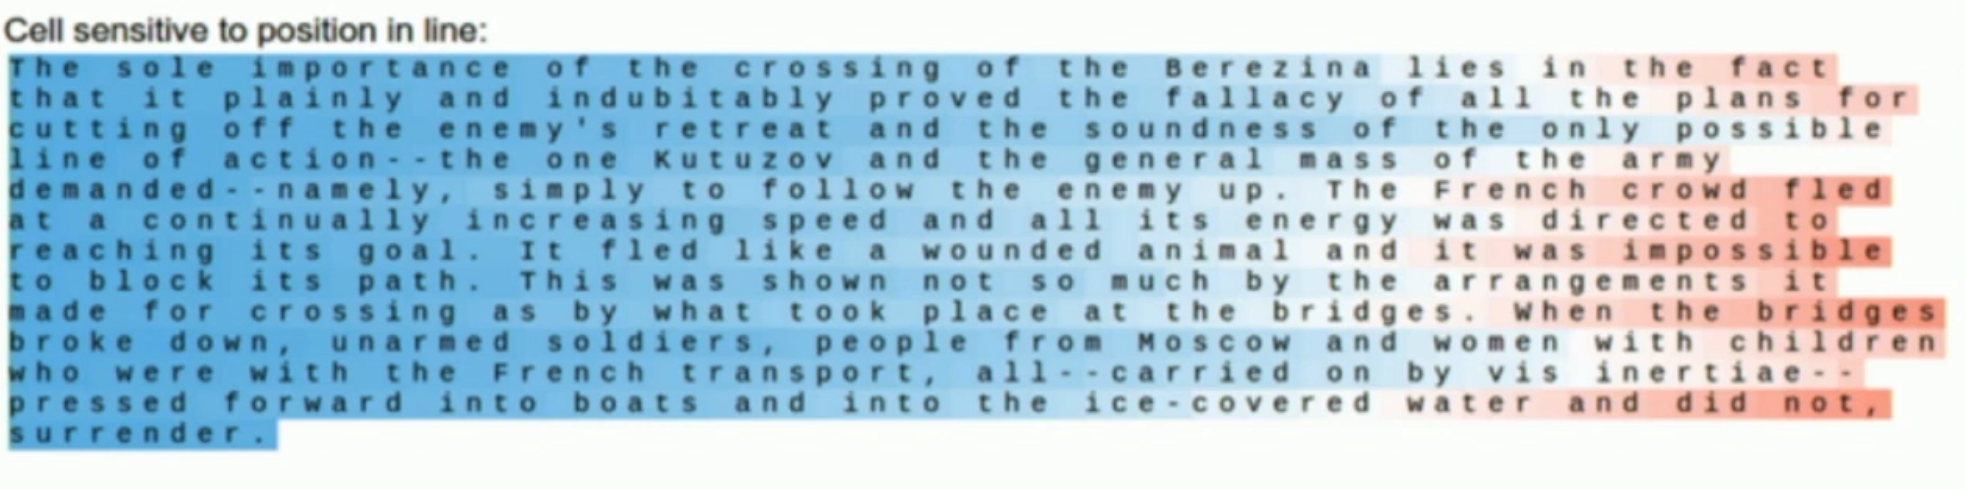 Cell sensitive to position in line:
The sole importance of the crossing of the Berezina lies in the fact
that it plainly and indubitably proved the fallacy of all the plans for
cutting off the enemy's retreat and the soundness of the only possible
line of action--the one Kutuzov and the general mass of the army
demanded--namely, simply to follow the enemy up. The French crowd fled
at a continually increasing speed and all its energy was directed to
reaching its goal. It fled like a wounded animal and it was impossible
to block its path. This was shown not so much by the arrangements it
made for crossing as by what took place at the bridges. When the bridges
broke down, unarmed soldiers, people from Moscow and women with children
who were with the French transport, all--carried on by vis inertiae--
pressed forward into boats and into the ice-covered water and did not,
surrender.